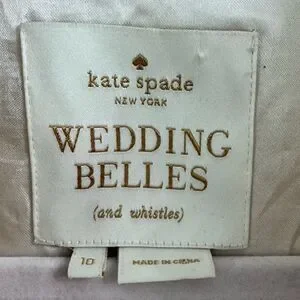 kate spade
NEW YORK
WEDDING
BELLES
(and whistles)
10
MADE IN CHINA